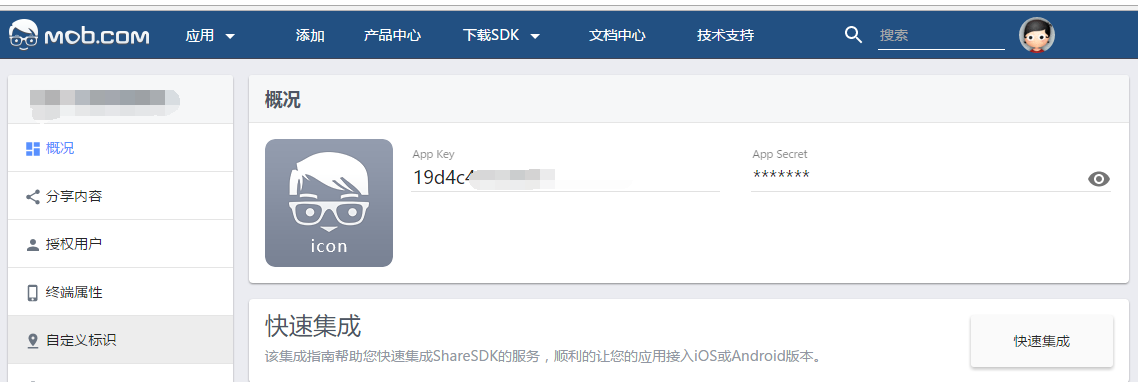 mob.com 应用 添加 产品中心 下载SDK 文档中心 技术支持 搜索
概况
分享内容
授权用户
终端属性
自定义标识
概况
icon
App Key
19d4c4
App Secret
*******
快速集成
该集成指南帮助您快速集成ShareSDK的服务，顺利的让您的应用接入iOS或Android版本。
快速集成